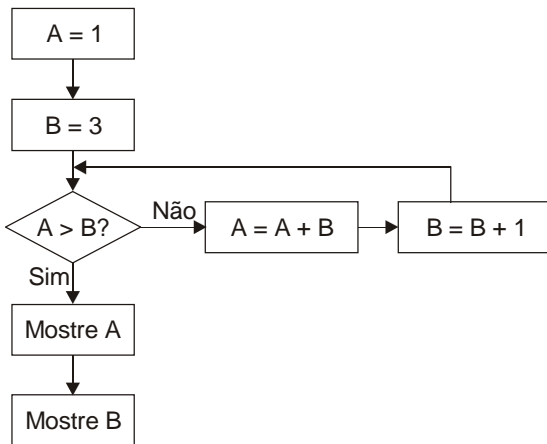 A = 1
B = 3
A > B?
Não
A = A + B
B = B + 1
Sim
Mostre A
Mostre B